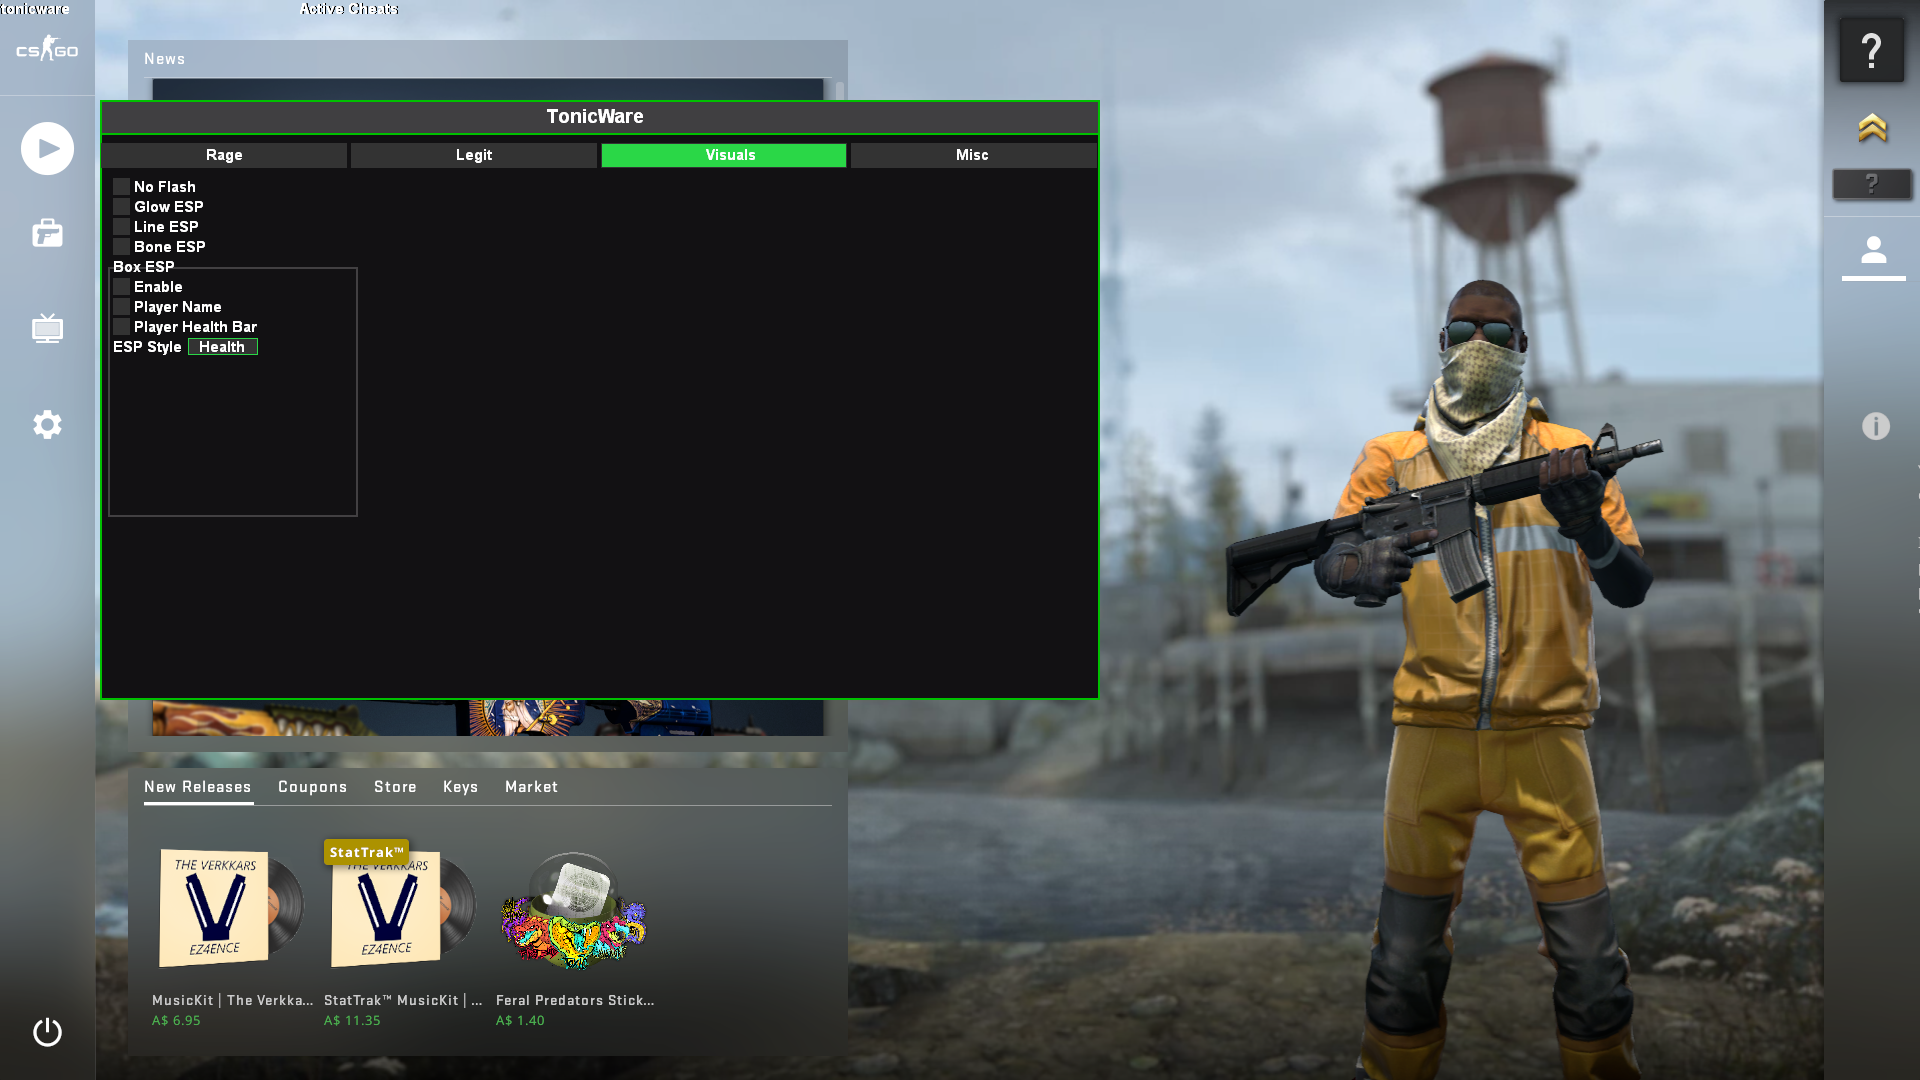 tonicware
Active Cheats
CS GO
News
TonicWare
Rage
Legit
Visuals
Misc
No Flash
Glow ESP
Line ESP
Bone ESP
Box ESP
Enable
Player Name
Player Health Bar
ESP Style Health
?
?
i
New Releases
Coupons
Store
Keys
Market
THE VERKKARS
EZ4ENCE
StatTrak™
THE VERKKARS
EZ4ENCE
MusicKit | The Verkka...
A$ 6.95
StatTrak™ MusicKit | ...
A$ 11.35
Feral Predators Stick...
A$ 1.40